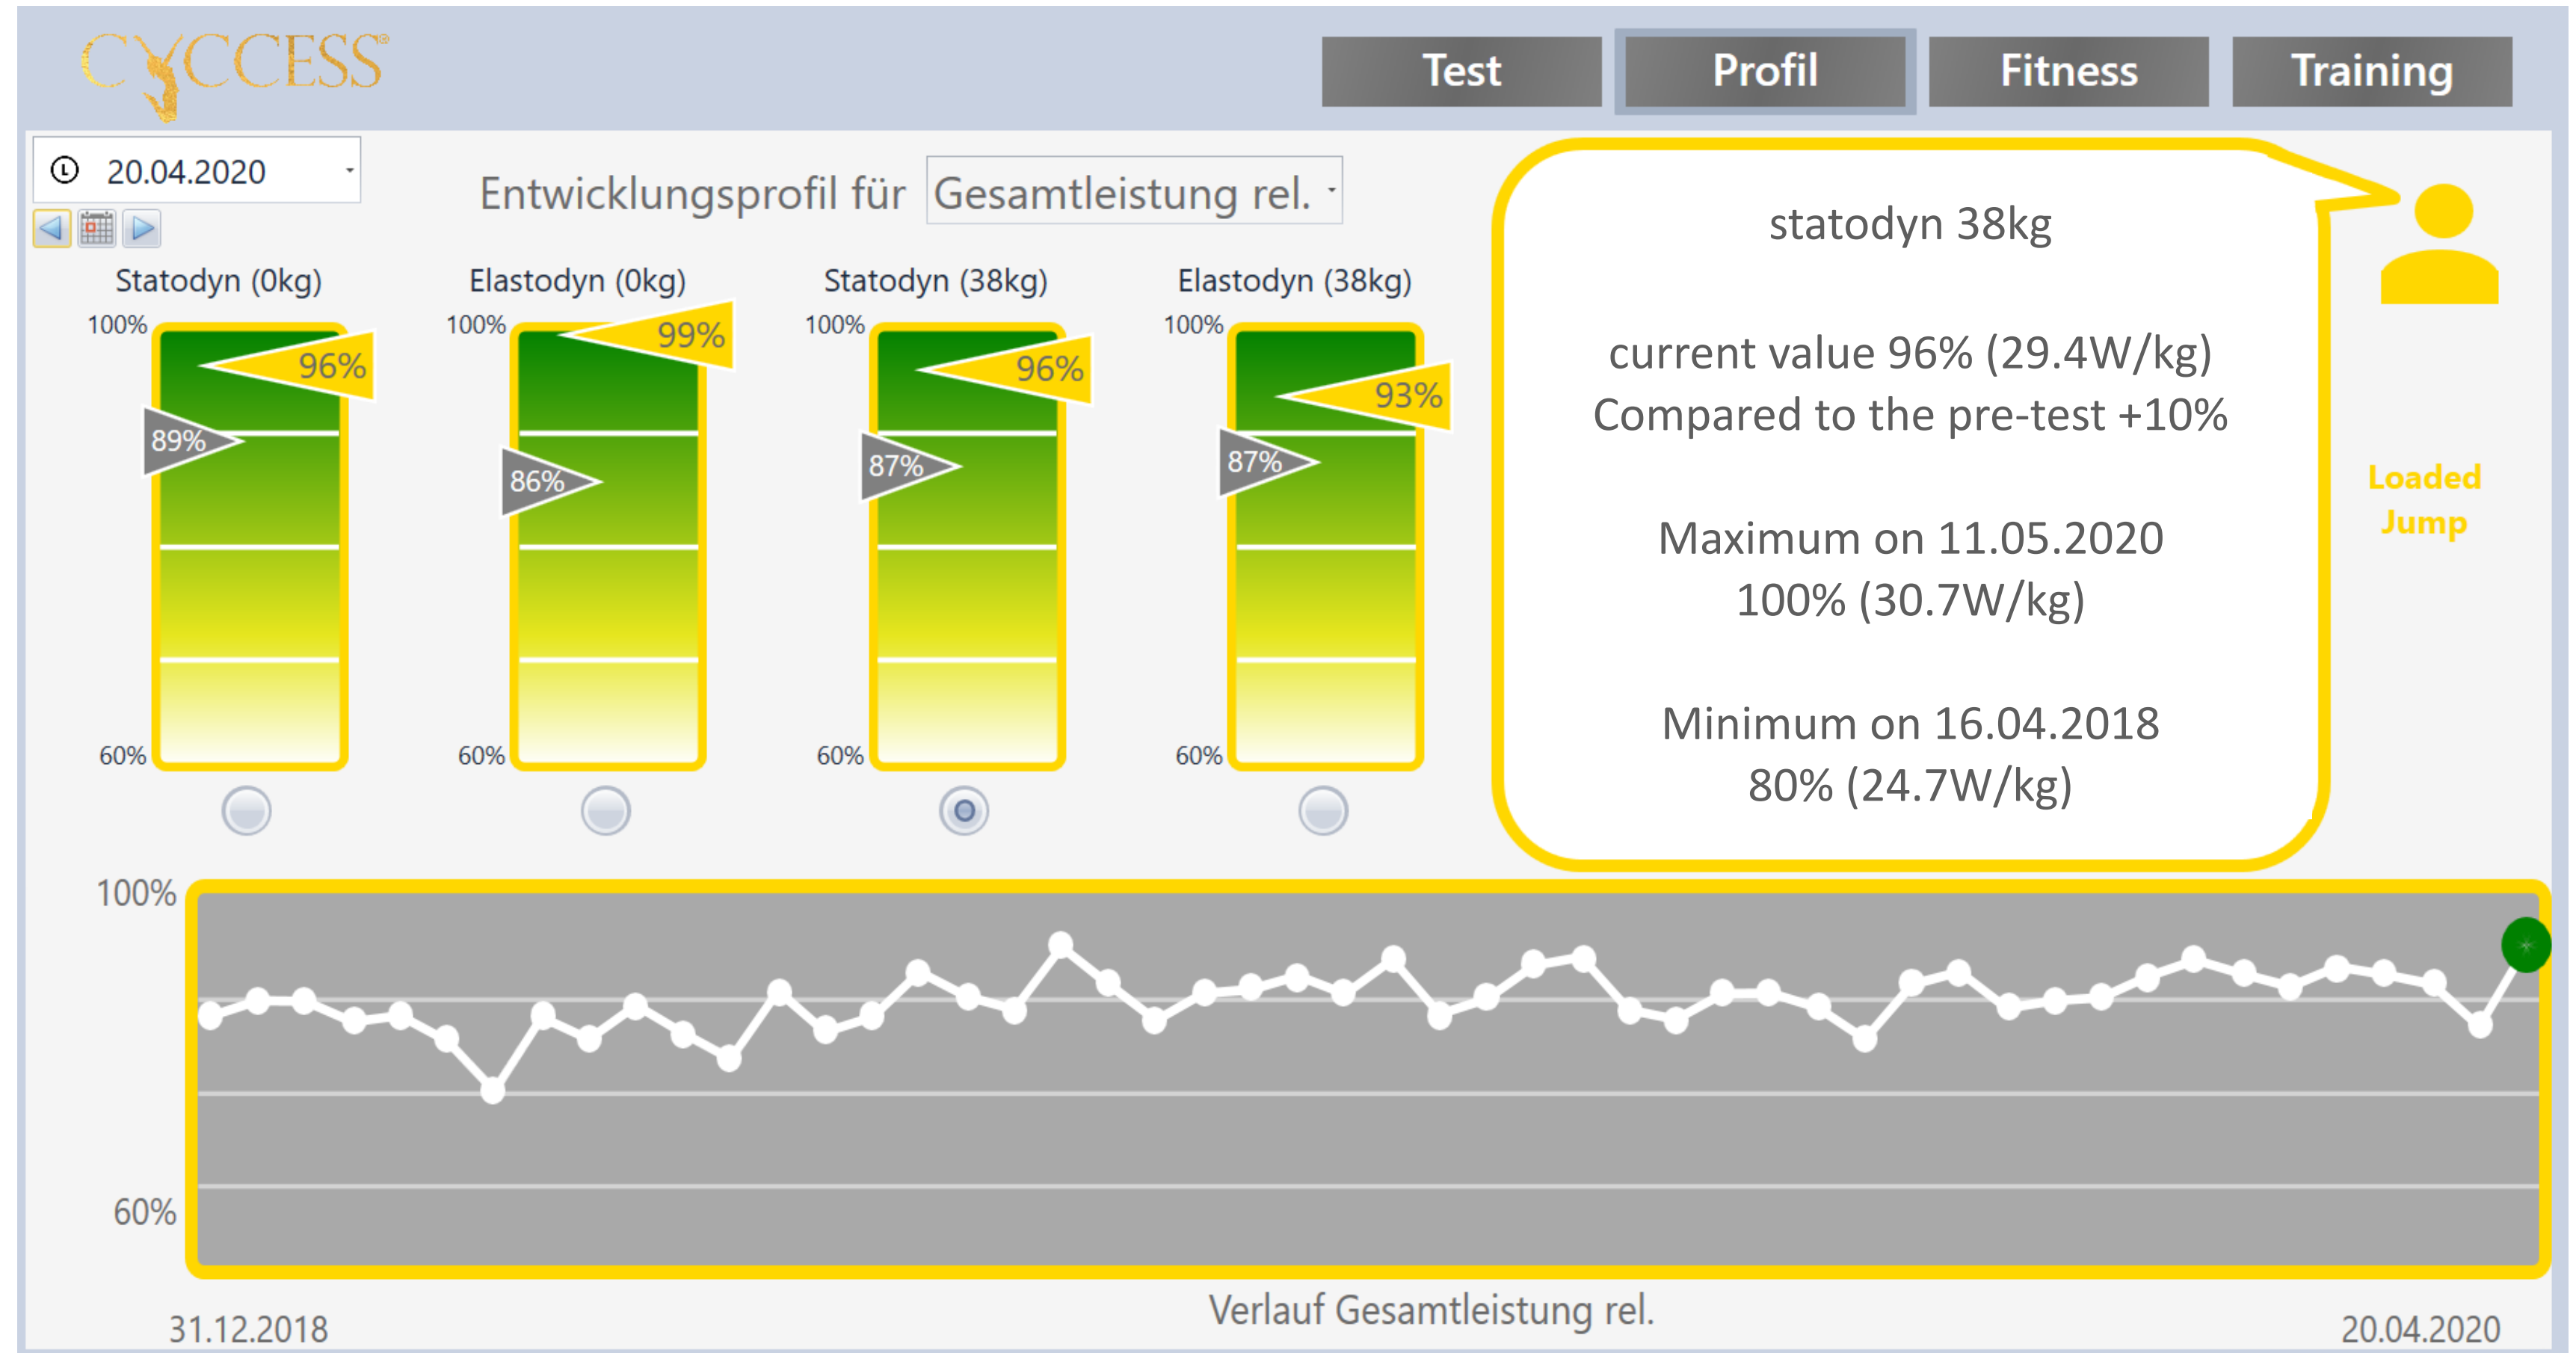 CYCCESS®
Test
Profil
Fitness
Training
20.04.2020
Entwicklungsprofil für Gesamtleistung rel.
Statodyn (0kg)
100%
96%
89%
60%
Elastodyn (0kg)
100%
99%
86%
60%
Statodyn (38kg)
100%
96%
87%
60%
Elastodyn (38kg)
100%
93%
87%
60%
statodyn 38kg
current value 96% (29.4W/kg)
Compared to the pre-test +10%
Maximum on 11.05.2020
100% (30.7W/kg)
Minimum on 16.04.2018
80% (24.7W/kg)
Loaded
Jump
100%
60%
31.12.2018
Verlauf Gesamtleistung rel.
20.04.2020